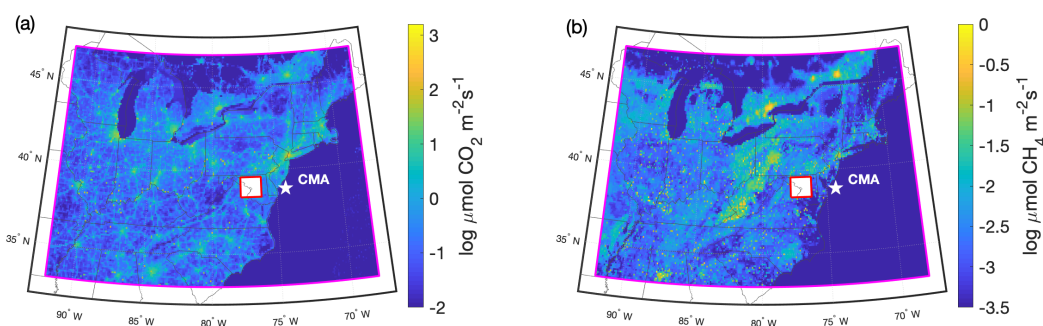 (a)
45° N
40° N
35° N
90° W
85° W
80° W
75° W
70° W
CMA
3
2
1
0
-1
-2
log μmol CO2 m-2s-1
(b)
45° N
40° N
35° N
90° W
85° W
80° W
75° W
70° W
CMA
0
-0.5
-1
-1.5
-2
-2.5
-3
-3.5
log μmol CH4 m-2s-1